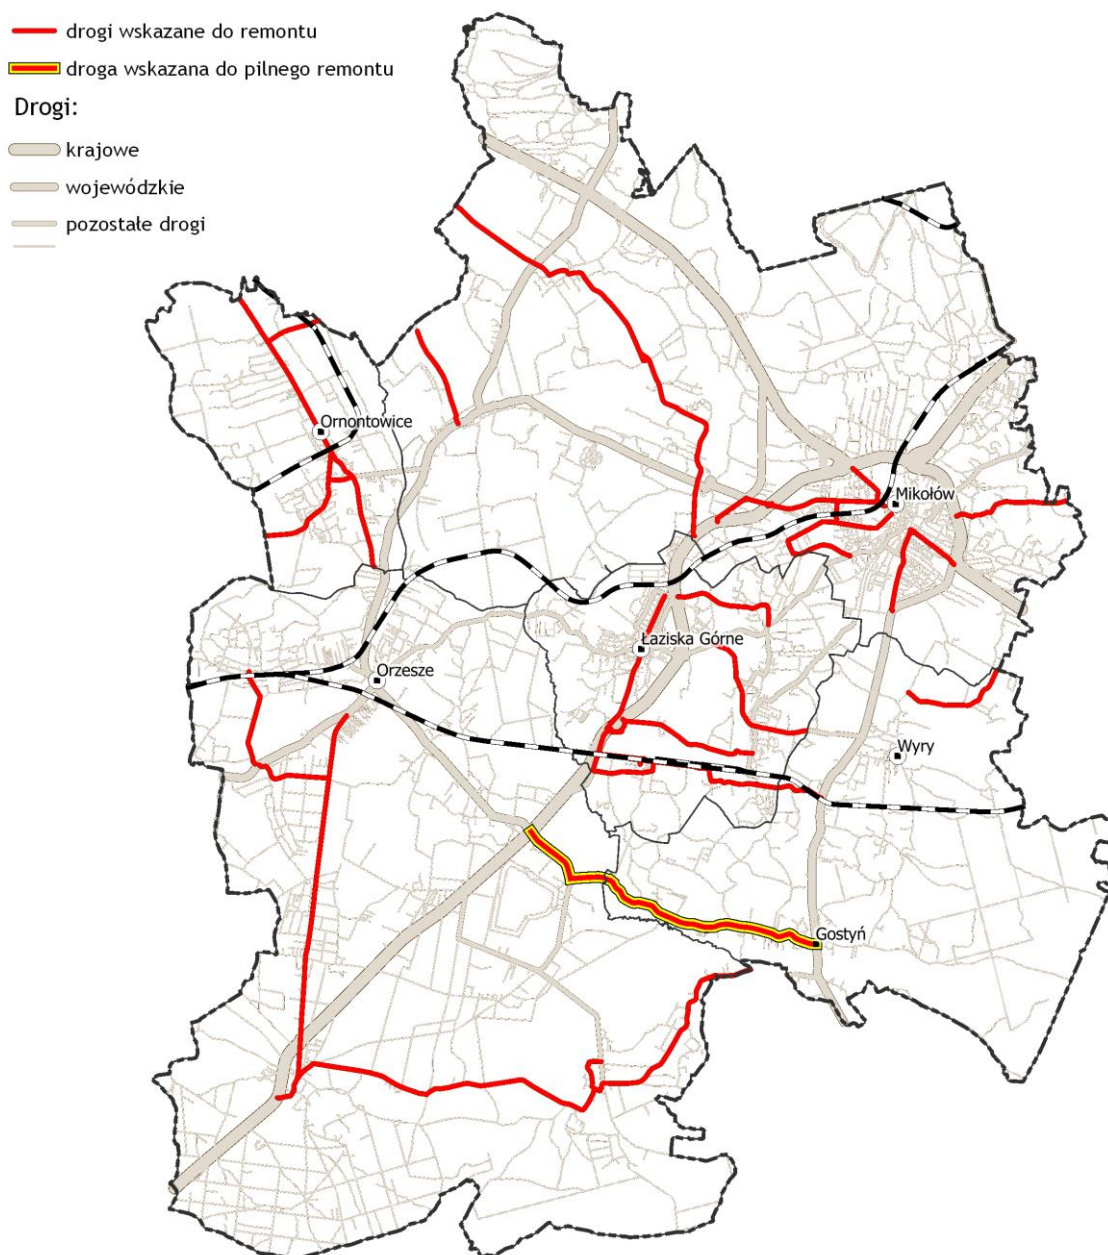 drogi wskazane do remontu
droga wskazana do pilnego remontu
Drogi:
krajowe
wojewódzkie
pozostałe drogi
Ornontowice
Mikołów
Łaziska Górne
Orzesze
Wyry
Gostyń